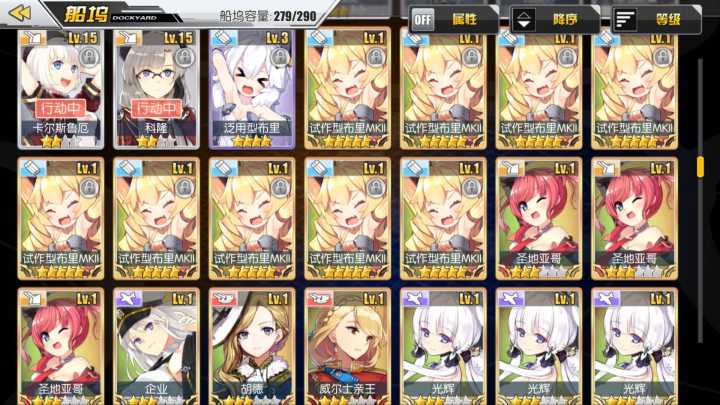 船坞 DOCKYARD 船坞容量: 279/290 OFF 属性 降序 等级
Lv.15 Lv.15 Lv.3 Lv.1 Lv.1 Lv.1 Lv.1
行动中 行动中
卡尔斯鲁厄 科隆 泛用型布里 试作型布里MKII 试作型布里MKII 试作型布里MKII 试作型布里MKII
Lv.1 Lv.1 Lv.1 Lv.1 Lv.1 Lv.1 Lv.1
试作型布里MKII 试作型布里MKII 试作型布里MKII 试作型布里MKII 试作型布里MKII 圣地亚哥 圣地亚哥
Lv.1 Lv.1 Lv.1 Lv.1 Lv.1 Lv.1 Lv.1
圣地亚哥 企业 胡德 威尔士亲王 光辉 光辉 光辉